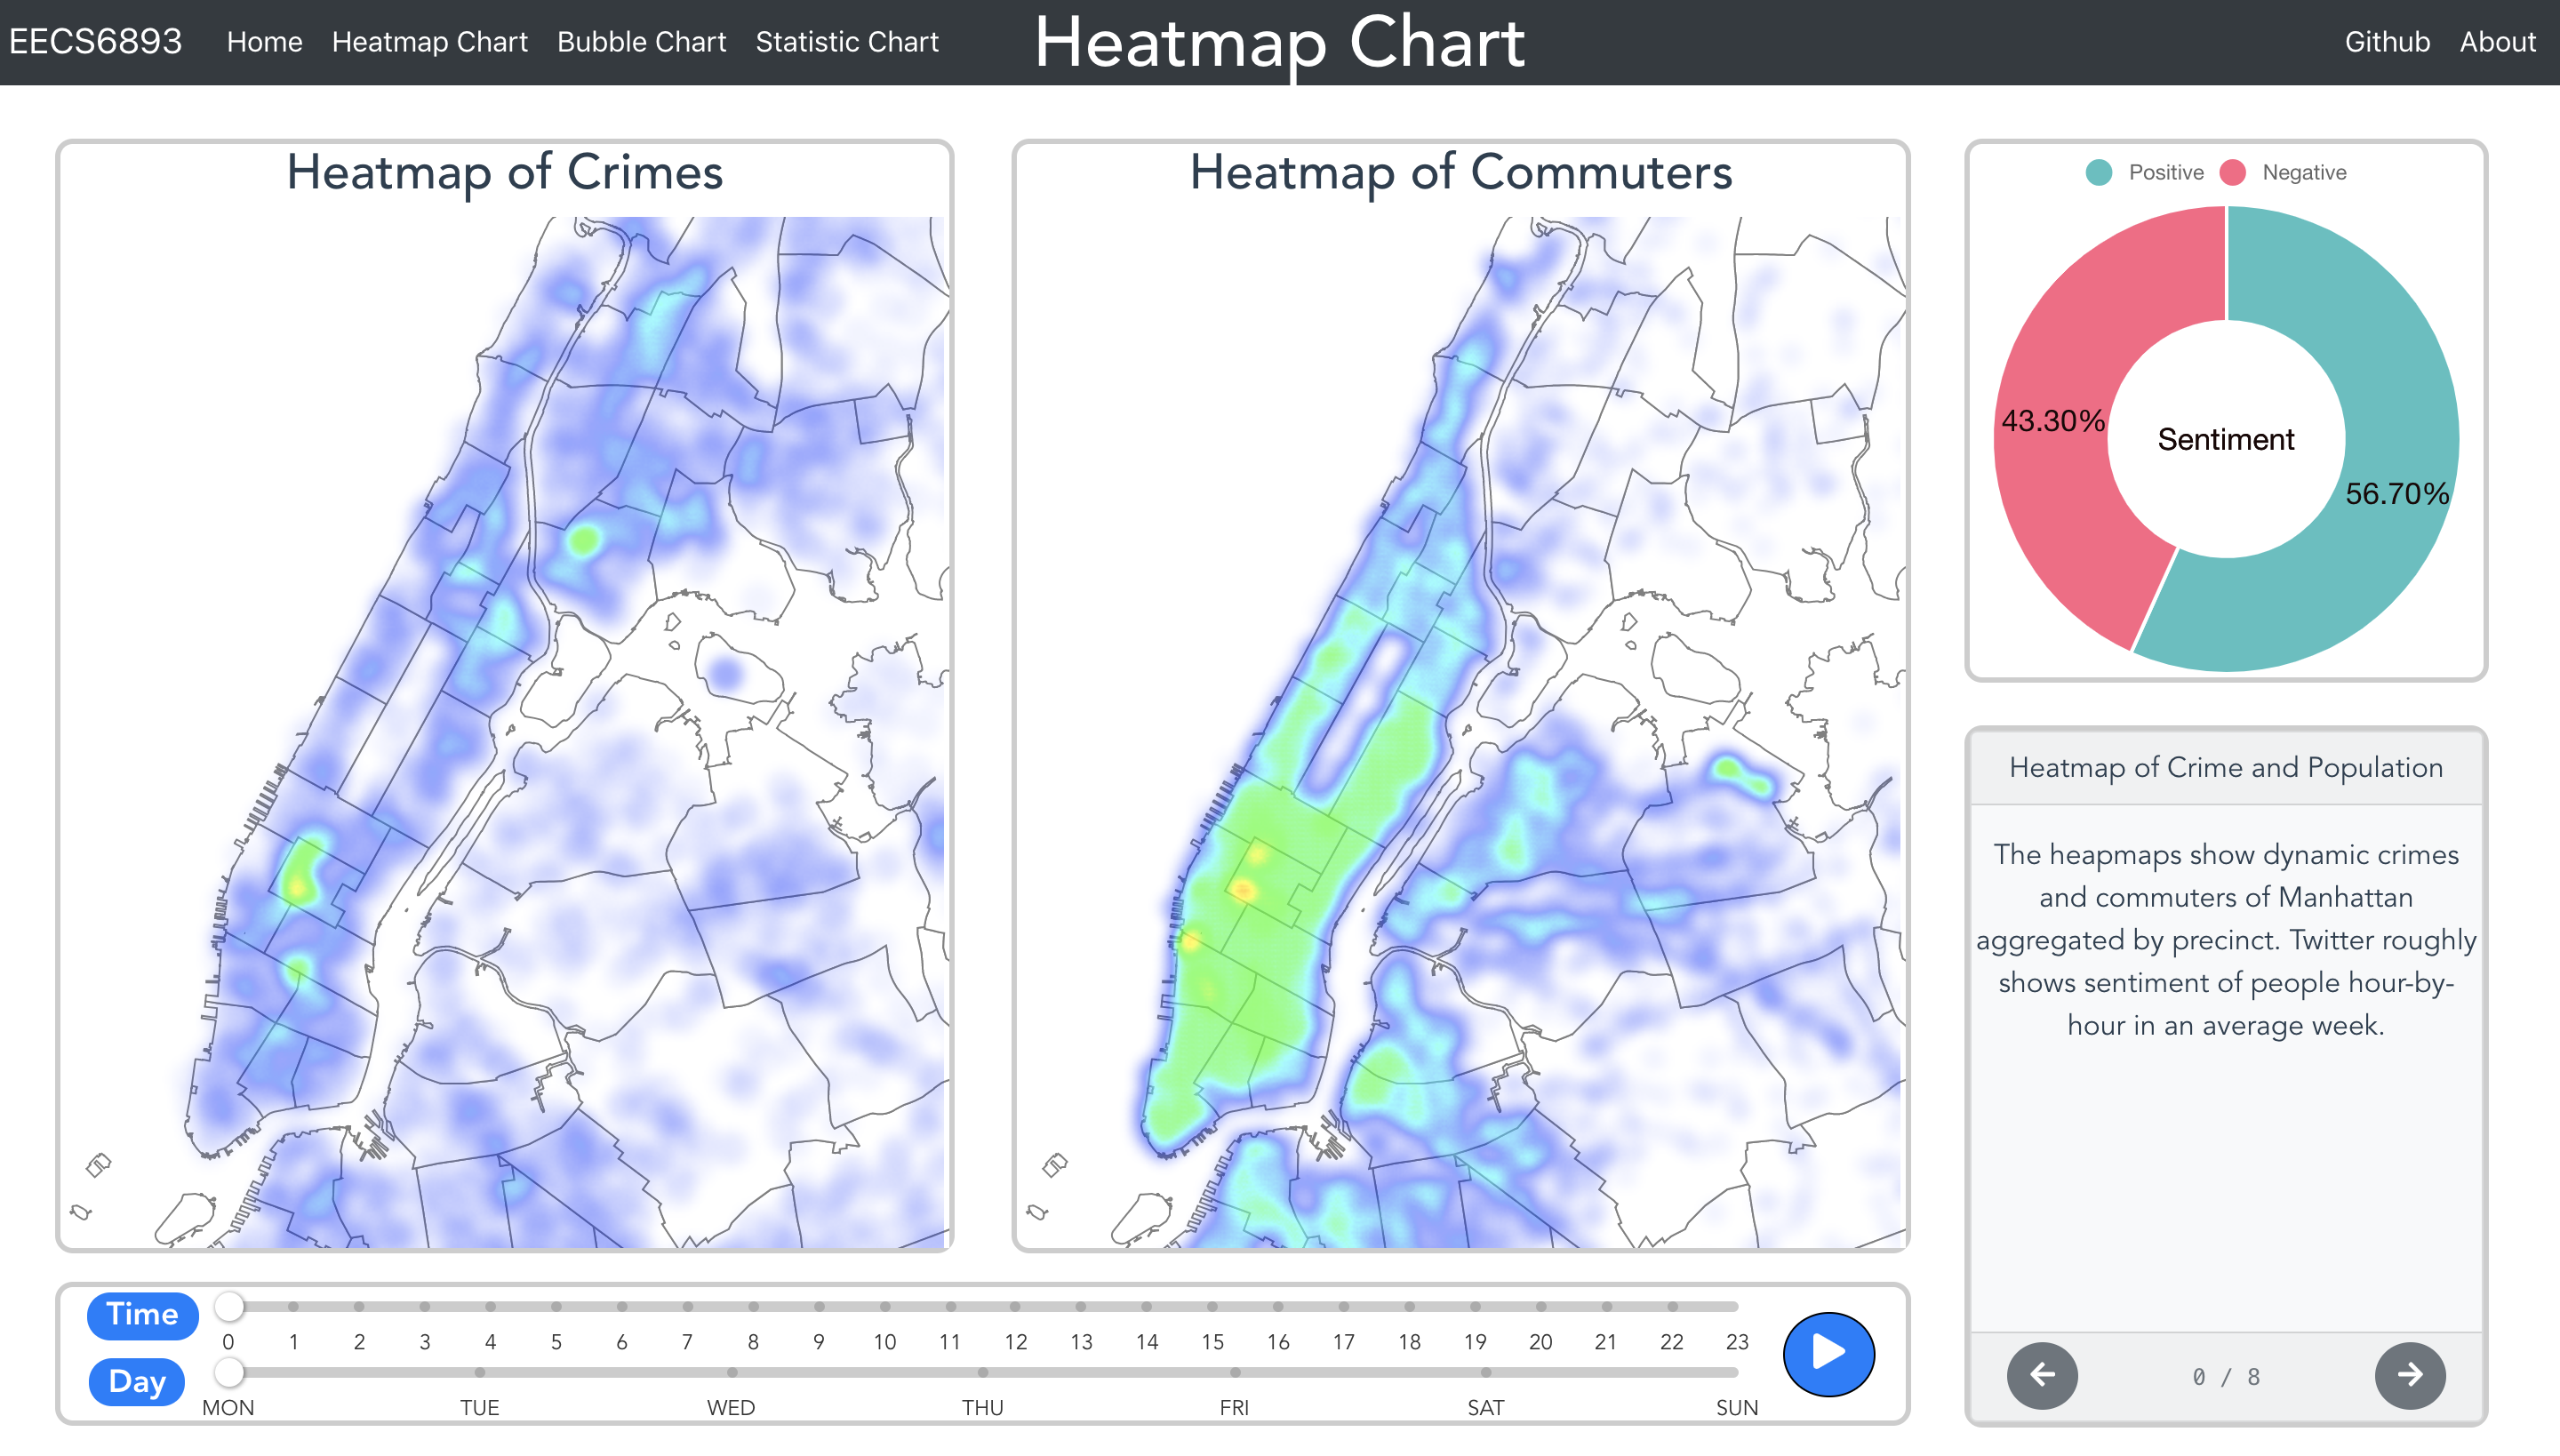 EECS6893 Home Heatmap Chart Bubble Chart Statistic Chart Heatmap Chart Github About
Heatmap of Crimes
Heatmap of Commuters
Positive Negative
43.30%
Sentiment
56.70%
Heatmap of Crime and Population
The heapmaps show dynamic crimes
and commuters of Manhattan
aggregated by precinct. Twitter roughly
shows sentiment of people hour-by-
hour in an average week.
0 / 8
Time
0 1 2 3 4 5 6 7 8 9 10 11 12 13 14 15 16 17 18 19 20 21 22 23
Day
MON TUE WED THU FRI SAT SUN